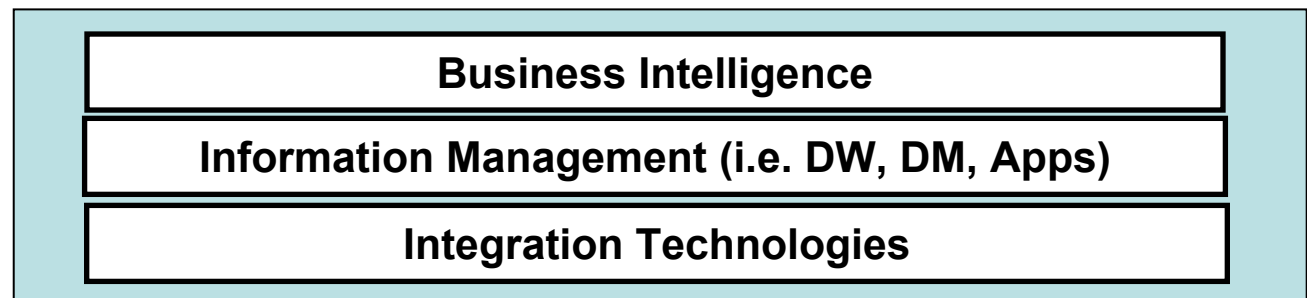 Business Intelligence
Information Management (i.e. DW, DM, Apps)
Integration Technologies